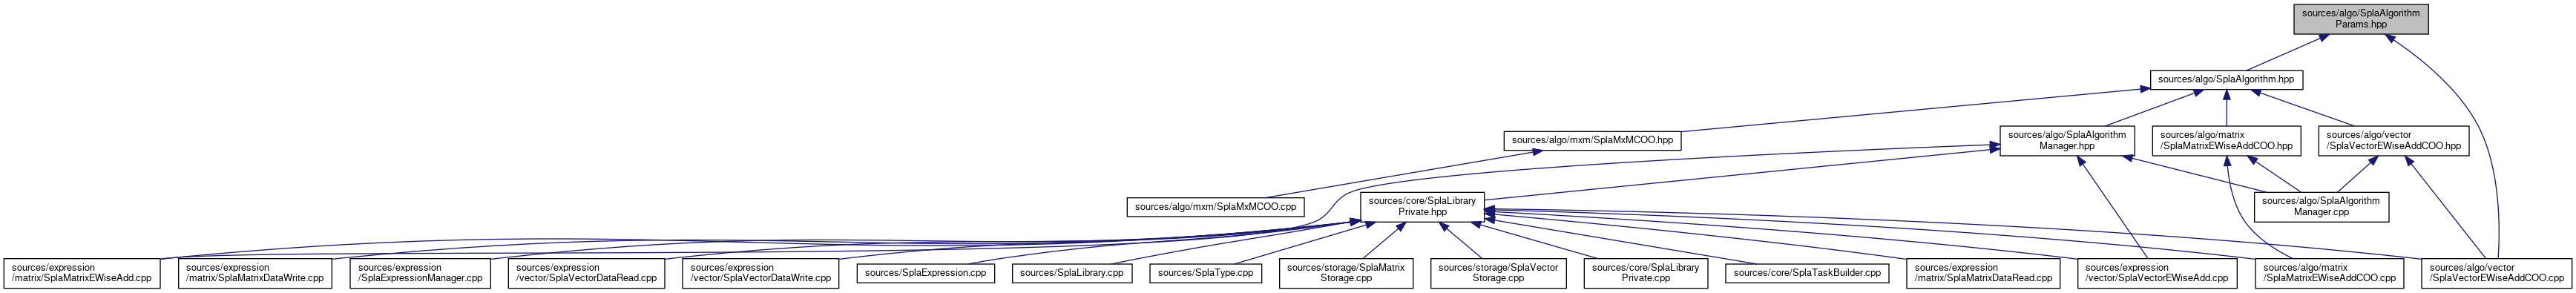 sources/algo/SplaAlgorithm
Params.hpp
sources/algo/SplaAlgorithm.hpp
sources/algo/mxm/SplaMxMCOO.hpp
sources/algo/SplaAlgorithm
Manager.hpp
sources/algo/matrix
/SplaMatrixEWiseAddCOO.hpp
sources/algo/vector
/SplaVectorEWiseAddCOO.hpp
sources/algo/mxm/SplaMxMCOO.cpp
sources/core/SplaLibrary
Private.hpp
sources/algo/SplaAlgorithm
Manager.cpp
sources/expression
/matrix/SplaMatrixEWiseAdd.cpp
sources/expression
/matrix/SplaMatrixDataWrite.cpp
sources/expression
/SplaExpressionManager.cpp
sources/expression
/vector/SplaVectorDataRead.cpp
sources/expression
/vector/SplaVectorDataWrite.cpp
sources/SplaExpression.cpp
sources/SplaLibrary.cpp
sources/SplaType.cpp
sources/storage/SplaMatrix
Storage.cpp
sources/storage/SplaVector
Storage.cpp
sources/core/SplaLibrary
Private.cpp
sources/core/SplaTaskBuilder.cpp
sources/expression
/matrix/SplaMatrixDataRead.cpp
sources/expression
/vector/SplaVectorEWiseAdd.cpp
sources/algo/matrix
/SplaMatrixEWiseAddCOO.cpp
sources/algo/vector
/SplaVectorEWiseAddCOO.cpp